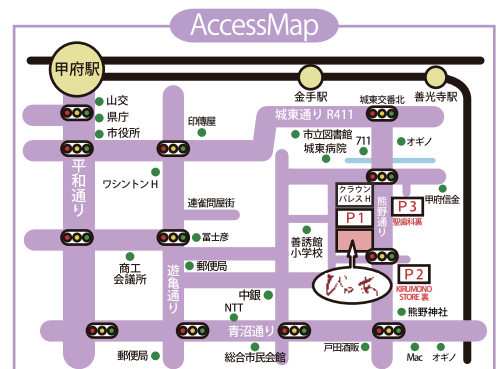 AccessMap
甲府駅
金手駅
善光寺駅
山交
県庁
市役所
印傳屋
城東通り R411
城東交番北
市立図書館
城東病院
711
オギノ
平和通り
ワシントンH
連雀問屋街
クラウン
パレスH
P1
熊野通り
P3
聖歯科裏
甲府信金
冨士彦
善誘館
小学校
商工
会議所
郵便局
遊亀通り
中銀
P2
KIRUMONO
STORE 裏
NTT
熊野神社
青沼通り
郵便局
総合市民会館
戸田酒販
Mac
オギノ